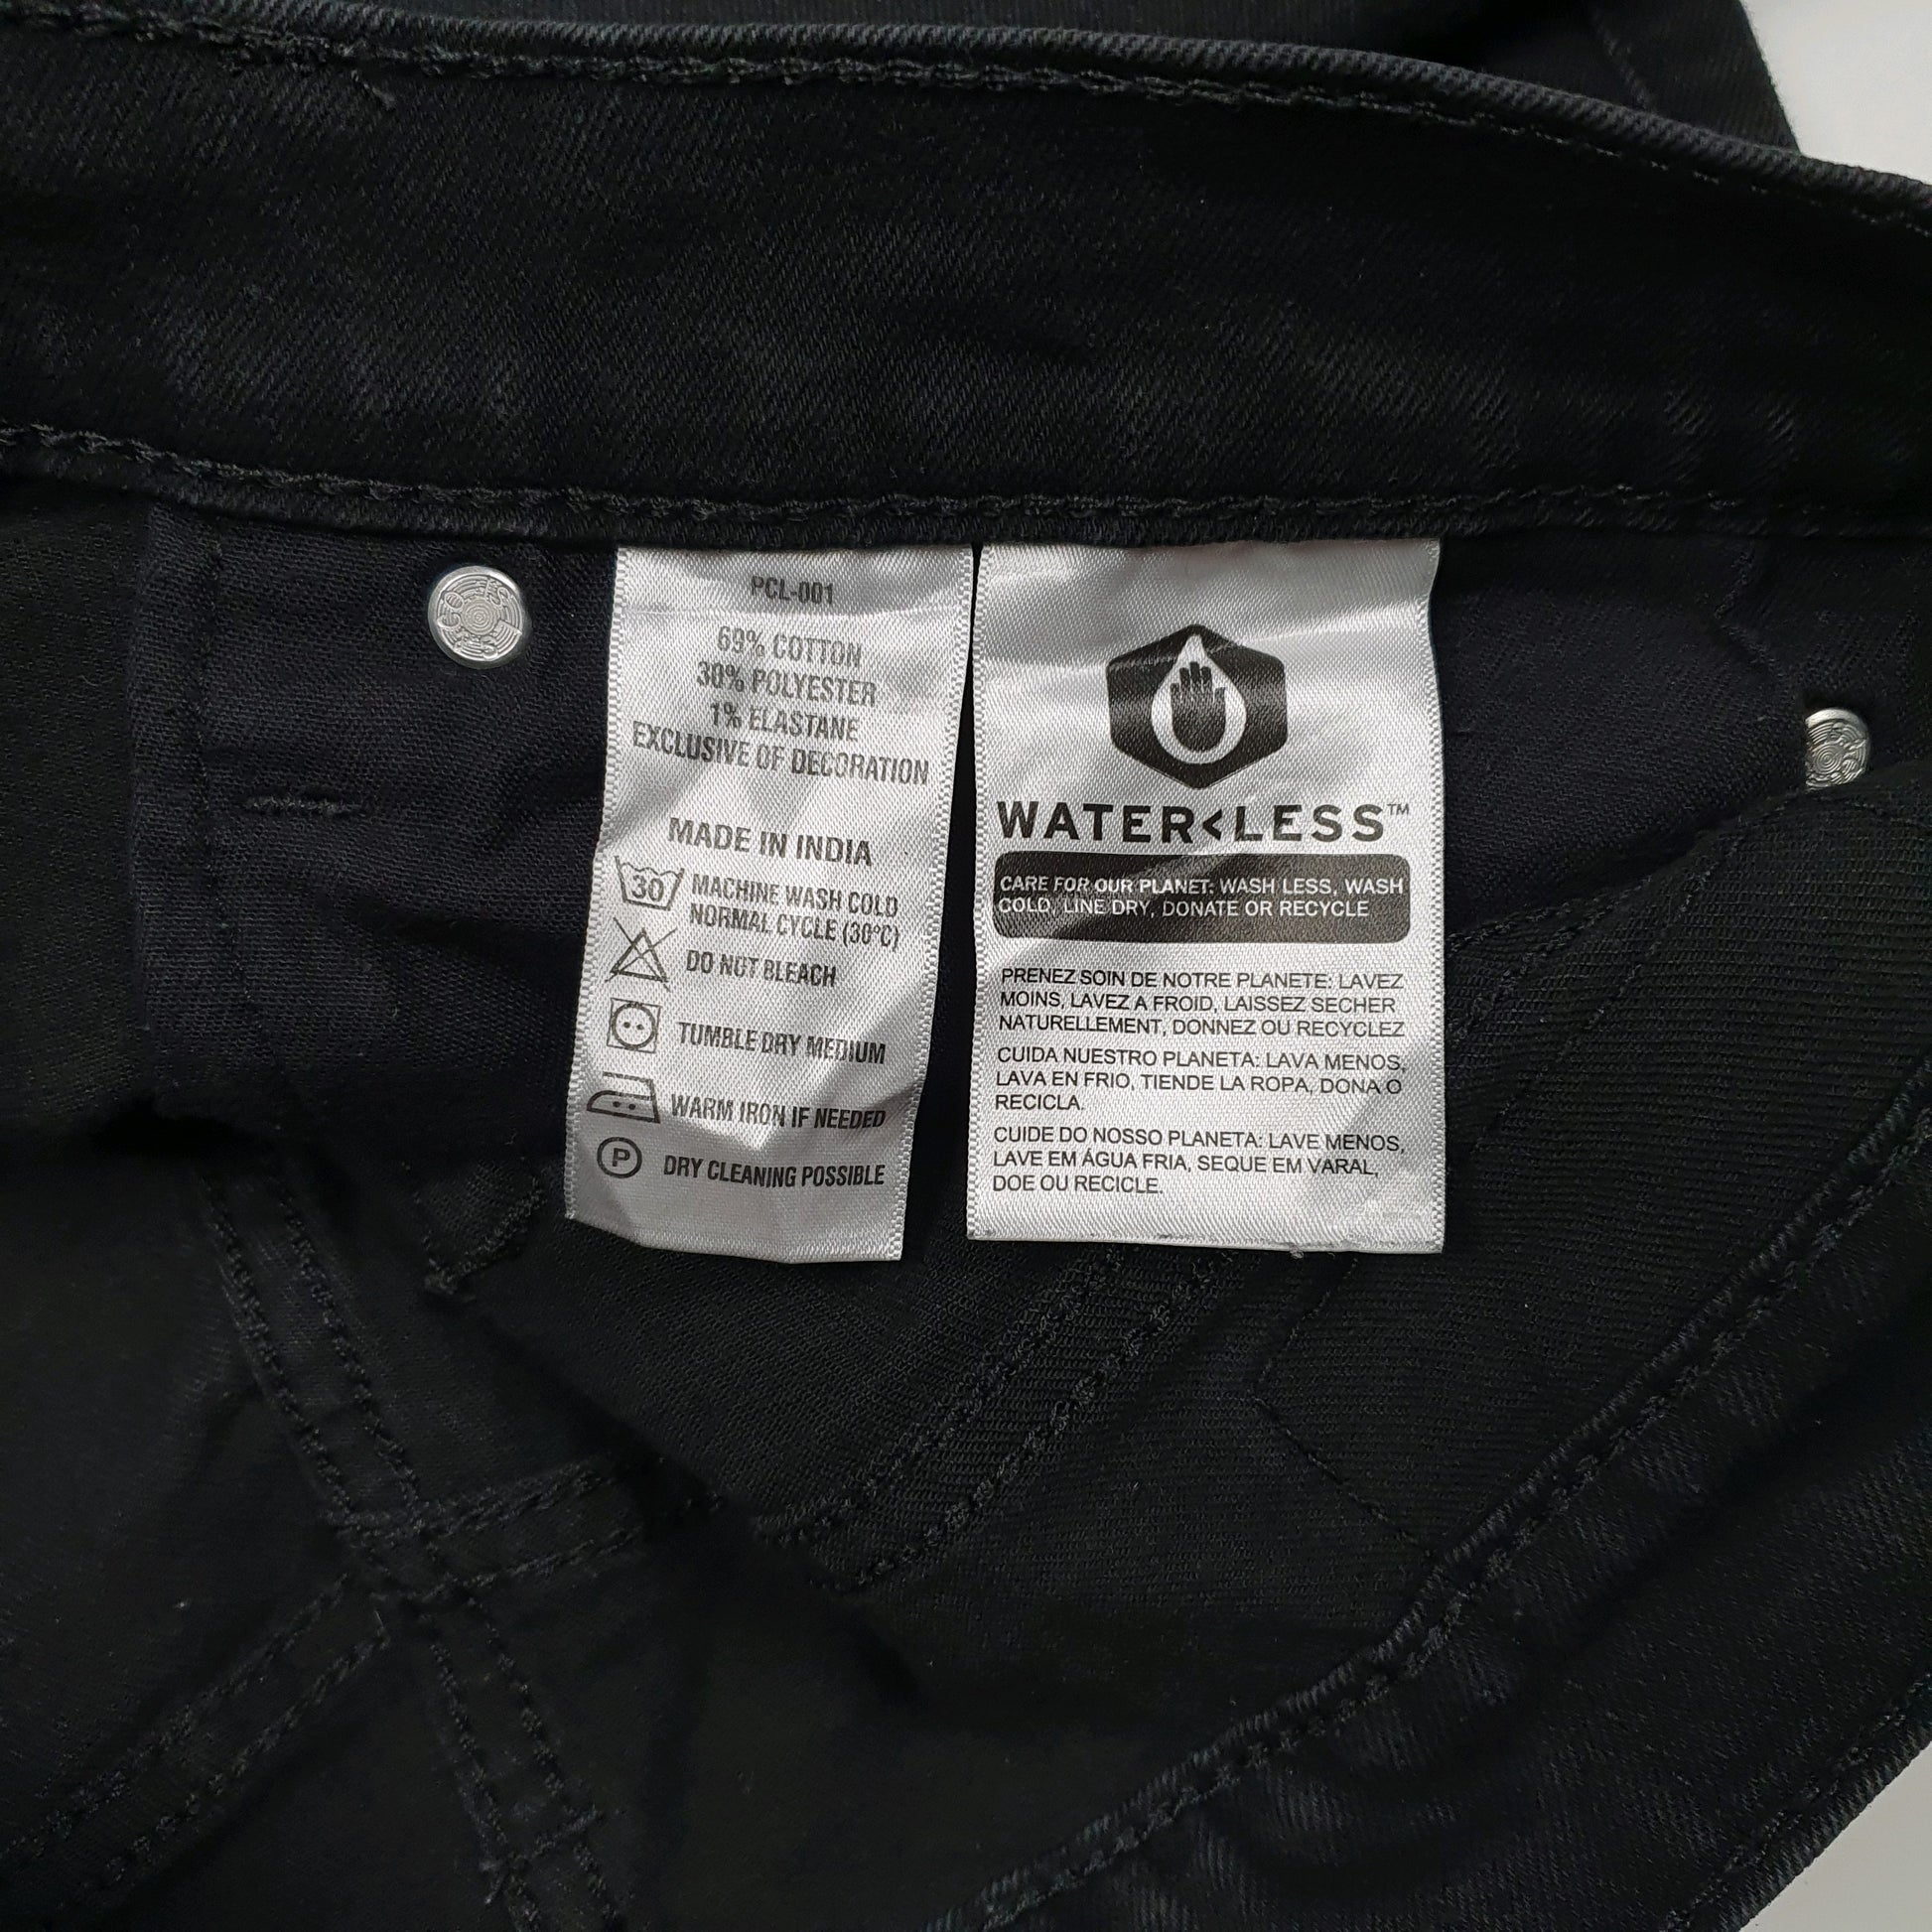 PCL-001
69% COTTON
30% POLYESTER
1% ELASTANE
EXCLUSIVE OF DECORATION
MADE IN INDIA
30 MACHINE WASH COLD
NORMAL CYCLE (30°C)
DO NOT BLEACH
TUMBLE DRY MEDIUM
WARM IRON IF NEEDED
P DRY CLEANING POSSIBLE
WATER<LESS™
CARE FOR OUR PLANET: WASH LESS, WASH
COLD, LINE DRY, DONATE OR RECYCLE
PRENEZ SOIN DE NOTRE PLANETE: LAVEZ
MOINS, LAVEZ A FROID, LAISSEZ SECHER
NATURELLEMENT, DONNEZ OU RECYCLEZ
CUIDA NUESTRO PLANETA: LAVA MENOS,
LAVA EN FRIO, TIENDE LA ROPA, DONA O
RECICLA.
CUIDE DO NOSSO PLANETA: LAVE MENOS,
LAVE EM ÁGUA FRIA, SEQUE EM VARAL,
DOE OU RECICLE.